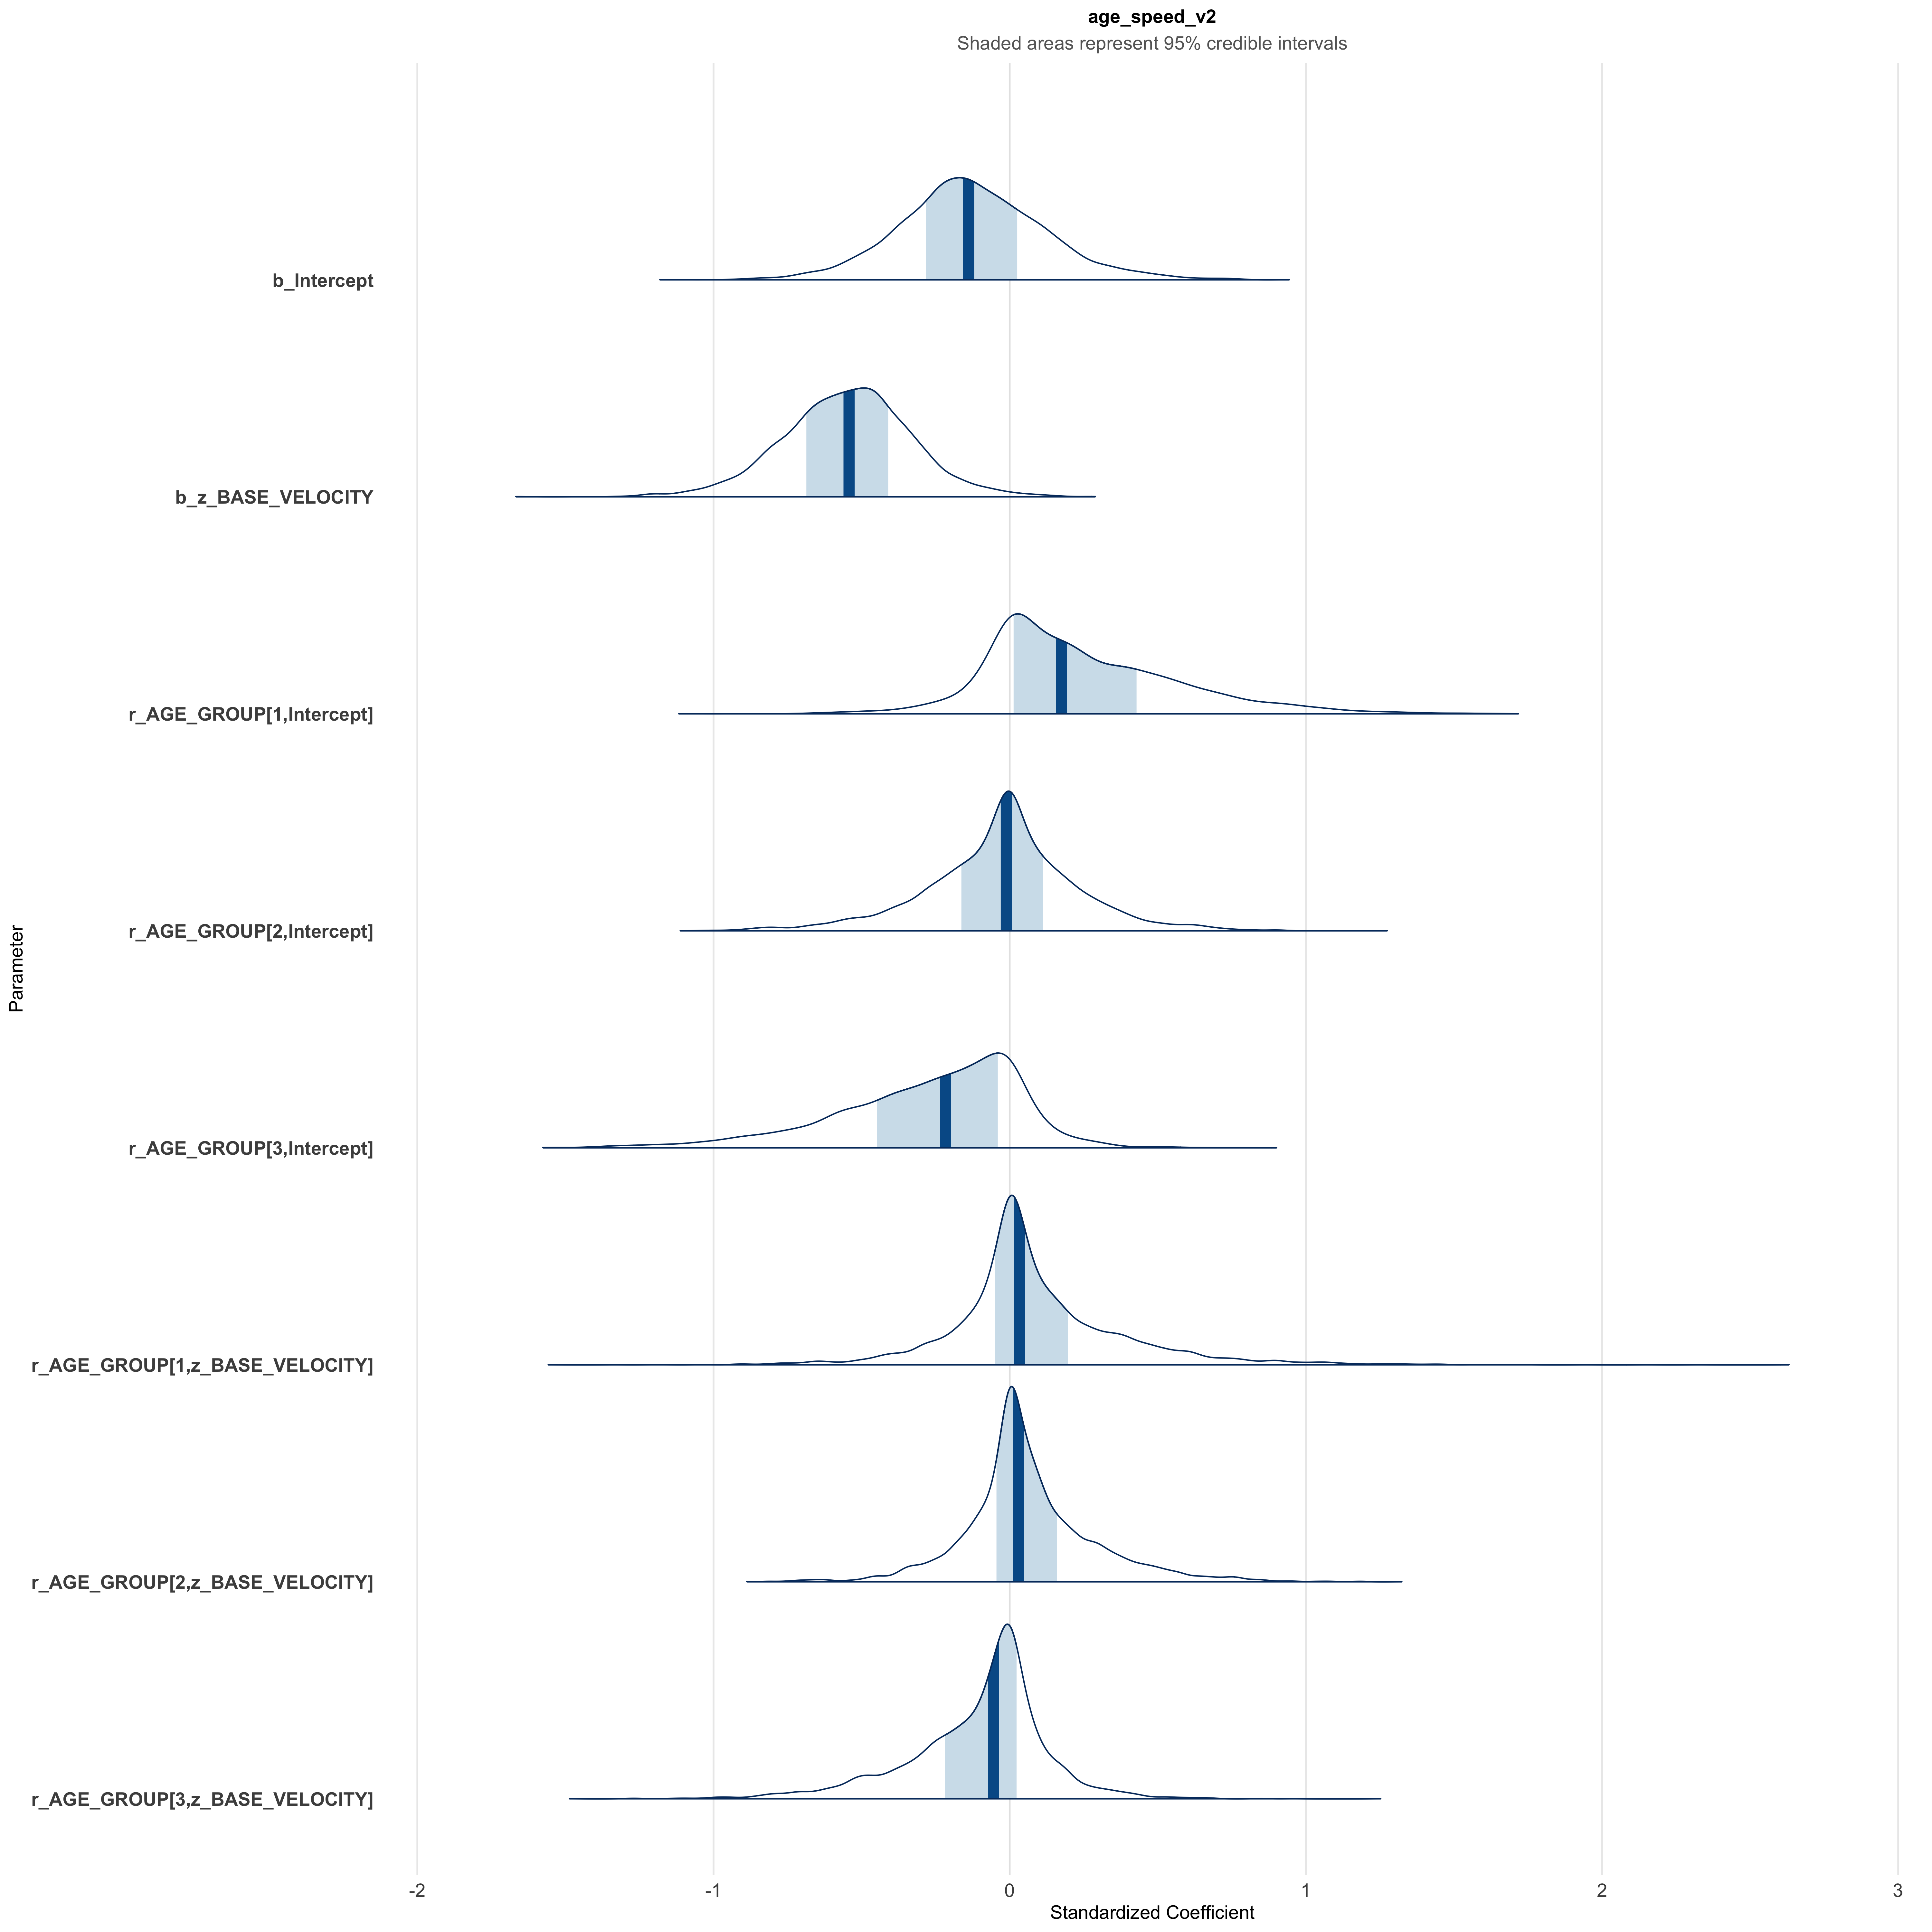 age_speed_v2
Shaded areas represent 95% credible intervals
b_Intercept
b_z_BASE_VELOCITY
r_AGE_GROUP[1,Intercept]
r_AGE_GROUP[2,Intercept]
r_AGE_GROUP[3,Intercept]
r_AGE_GROUP[1,z_BASE_VELOCITY]
r_AGE_GROUP[2,z_BASE_VELOCITY]
r_AGE_GROUP[3,z_BASE_VELOCITY]
Parameter
-2 -1 0 1 2 3
Standardized Coefficient